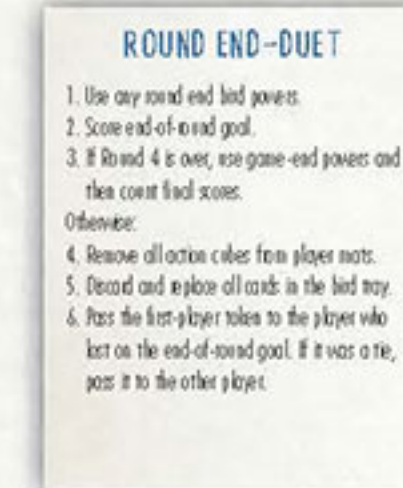 ROUND END-DUET
1. Use any round end bird powers.
2. Score end-of-round goal.
3. If Round 4 is over, use game-end powers and
then count final scores.
Otherwise:
4. Remove all action cubes from player mats.
5. Discard and replace all cards in the bird tray.
6. Pass the first-player token to the player who
lost on the end-of-round goal. If it was a tie,
pass it to the other player.